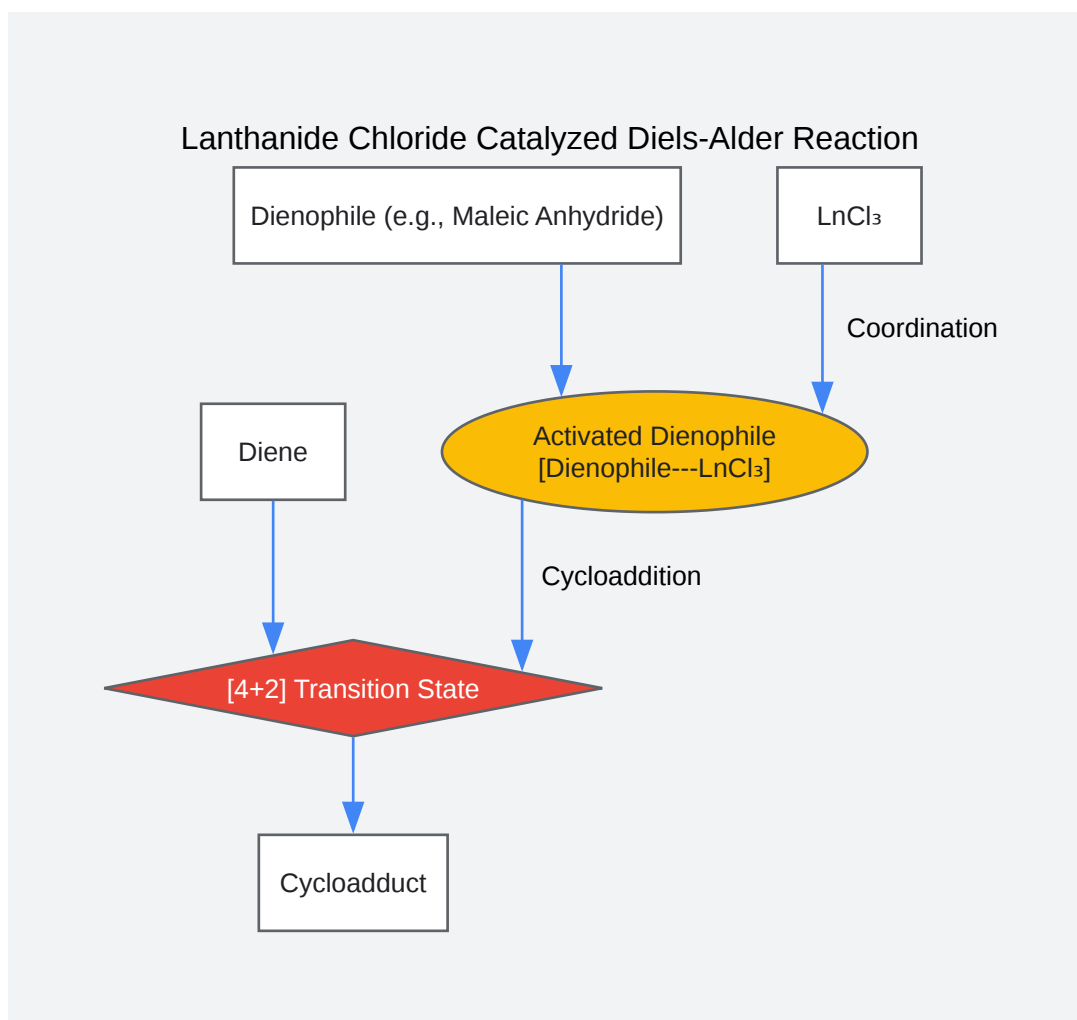 Lanthanide Chloride Catalyzed Diels-Alder Reaction
Dienophile (e.g., Maleic Anhydride)
LnCl₃
Coordination
Diene
Activated Dienophile
[Dienophile---LnCl₃]
Cycloaddition
[4+2] Transition State
Cycloadduct